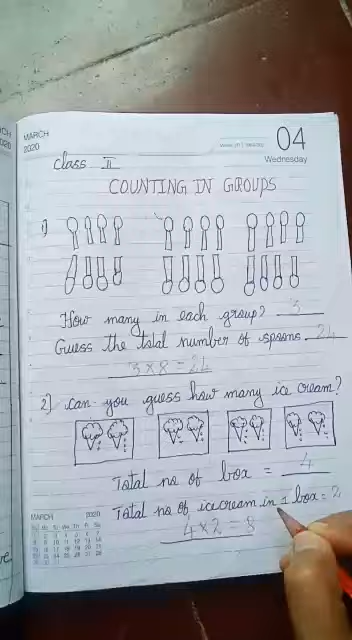 MARCH
2020
04
Wednesday
Class II
COUNTING IN GROUPS
1)
How many in each group? 3
Guess the total number of spoons. 24
3 x 8 = 24
2] Can you guess how many ice cream?
Total no of box = 4
Total no of icecream in 1 box = 2
4 x 2 = 8
MARCH 2020